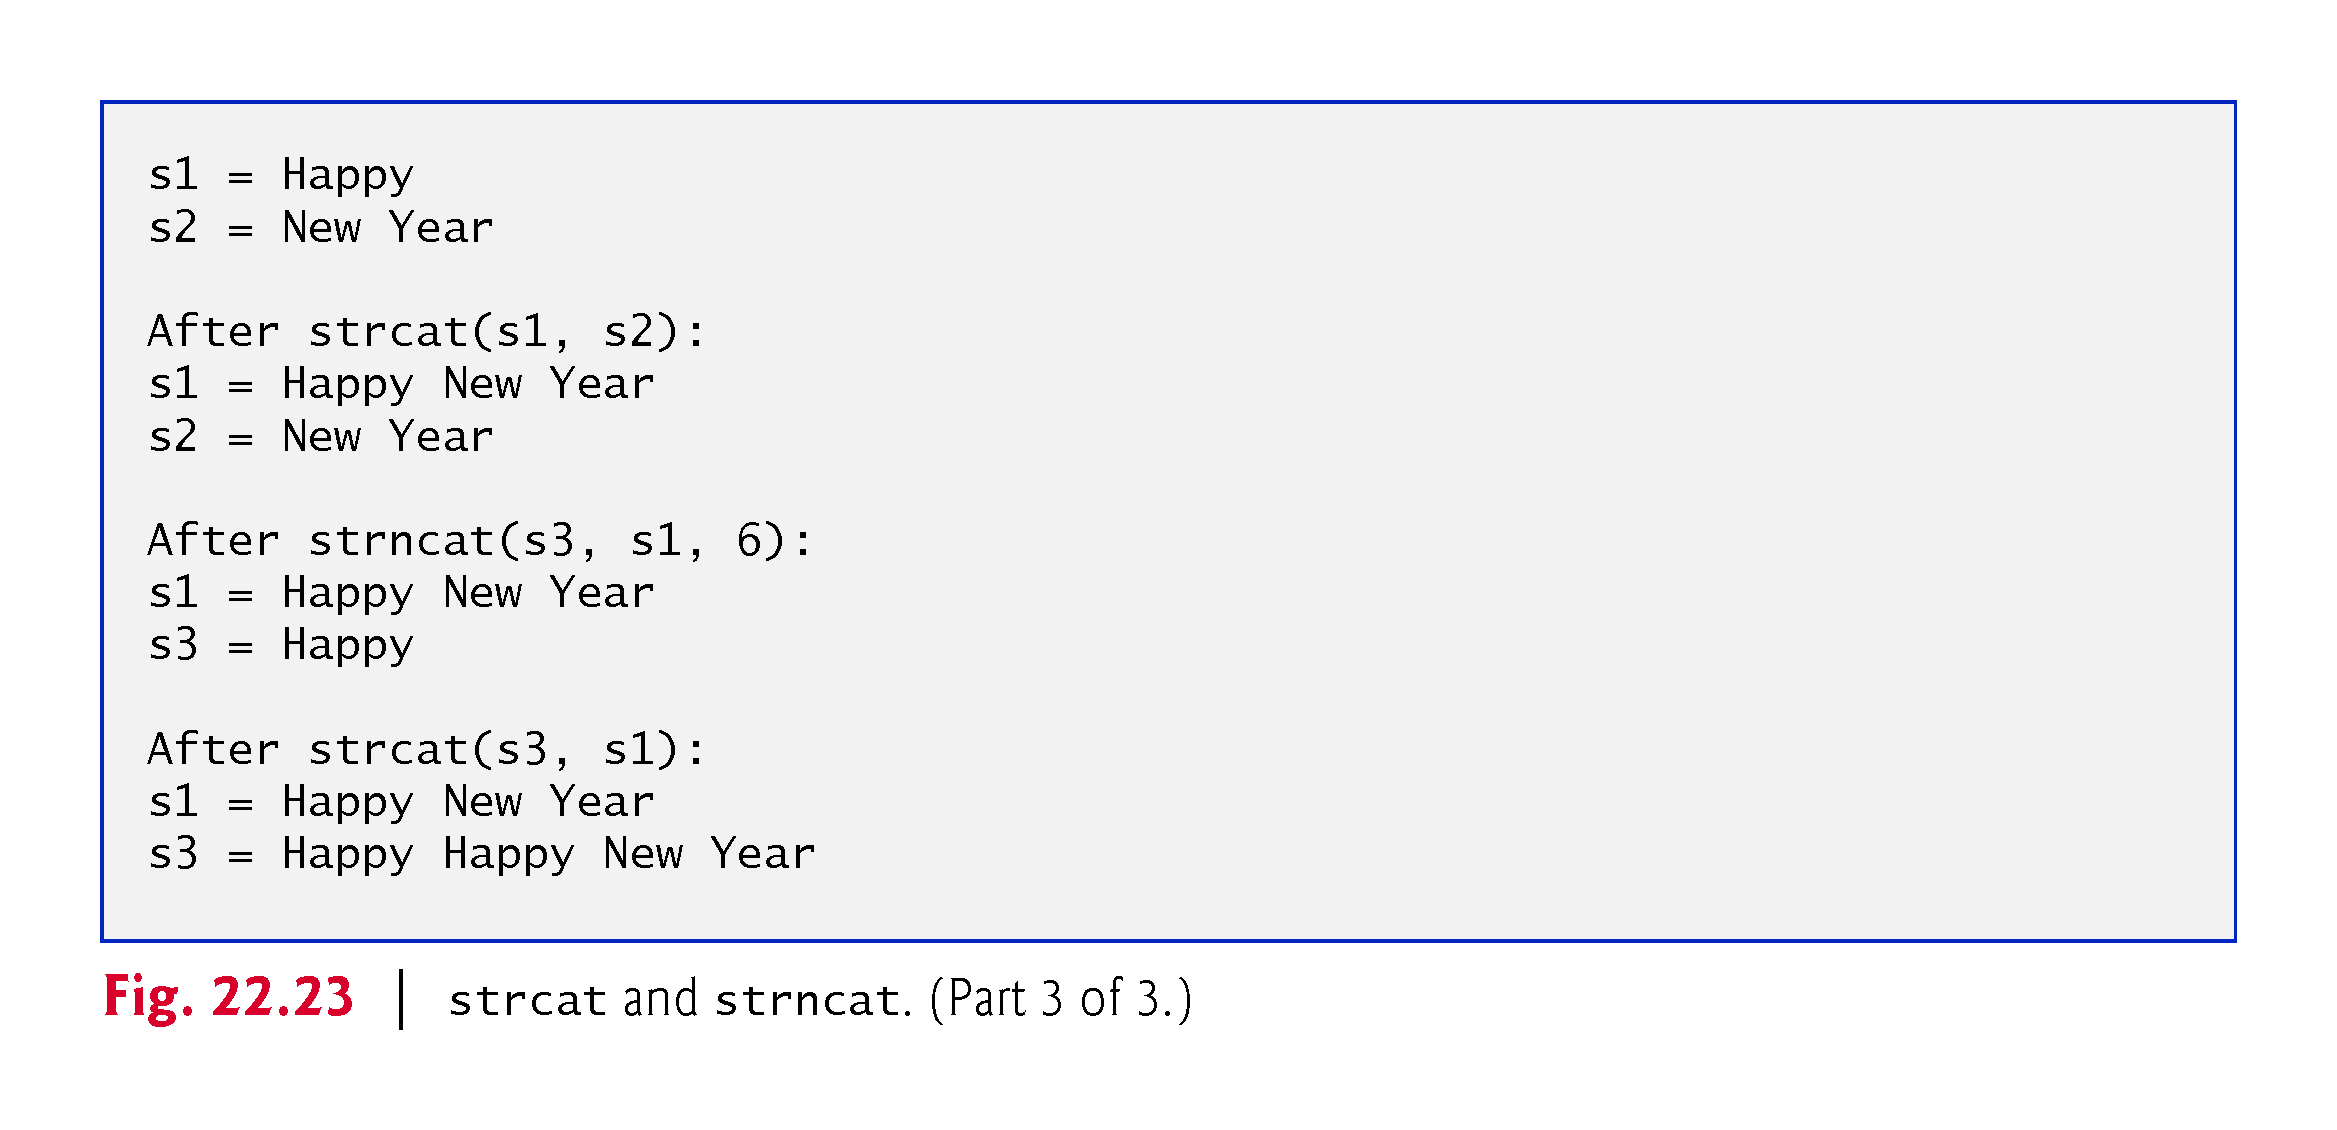 s1 = Happy
s2 = New Year
After strcat(s1, s2):
s1 = Happy New Year
s2 = New Year
After strncat(s3, s1, 6):
s1 = Happy New Year
s3 = Happy
After strcat(s3, s1):
s1 = Happy New Year
s3 = Happy Happy New Year
Fig. 22.23 | strcat and strncat. (Part 3 of 3.)